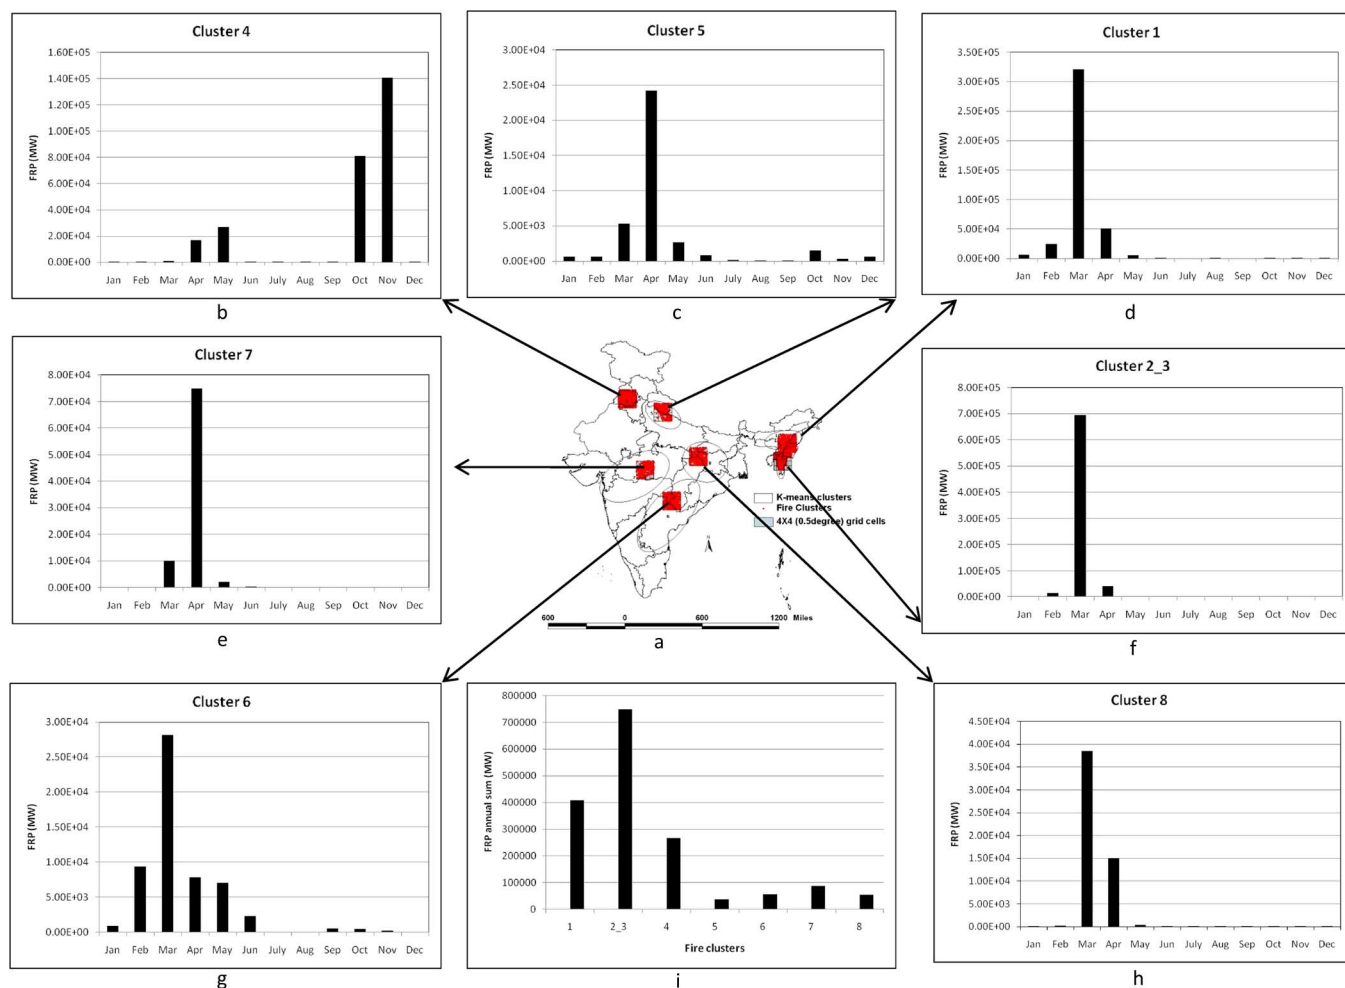 Cluster 4
1.60E+05
1.40E+05
1.20E+05
1.00E+05
8.00E+04
6.00E+04
4.00E+04
2.00E+04
0.00E+00
FRP (MW)
Jan Feb Mar Apr May Jun July Aug Sep Oct Nov Dec
b
Cluster 5
3.00E+04
2.50E+04
2.00E+04
1.50E+04
1.00E+04
5.00E+03
0.00E+00
FRP (MW)
Jan Feb Mar Apr May Jun July Aug Sep Oct Nov Dec
c
Cluster 1
3.50E+05
3.00E+05
2.50E+05
2.00E+05
1.50E+05
1.00E+05
5.00E+04
0.00E+00
FRP (MW)
Jan Feb Mar Apr May Jun July Aug Sep Oct Nov Dec
d
Cluster 7
8.00E+04
7.00E+04
6.00E+04
5.00E+04
4.00E+04
3.00E+04
2.00E+04
1.00E+04
0.00E+00
FRP (MW)
Jan Feb Mar Apr May Jun July Aug Sep Oct Nov Dec
e
K-means clusters
Fire Clusters
4X4 (0.5degree) grid cells
N
600 0 600 1200 Miles
a
Cluster 2_3
8.00E+05
7.00E+05
6.00E+05
5.00E+05
4.00E+05
3.00E+05
2.00E+05
1.00E+05
0.00E+00
FRP (MW)
Jan Feb Mar Apr May Jun July Aug Sep Oct Nov Dec
f
Cluster 6
3.00E+04
2.50E+04
2.00E+04
1.50E+04
1.00E+04
5.00E+03
0.00E+00
FRP (MW)
Jan Feb Mar Apr May Jun July Aug Sep Oct Nov Dec
g
800000
700000
600000
500000
400000
300000
200000
100000
0
FRP annual sum (MW)
1 2_3 4 5 6 7 8
Fire clusters
i
Cluster 8
4.50E+04
4.00E+04
3.50E+04
3.00E+04
2.50E+04
2.00E+04
1.50E+04
1.00E+04
5.00E+03
0.00E+00
FRP (MW)
Jan Feb Mar Apr May Jun July Aug Sep Oct Nov Dec
h